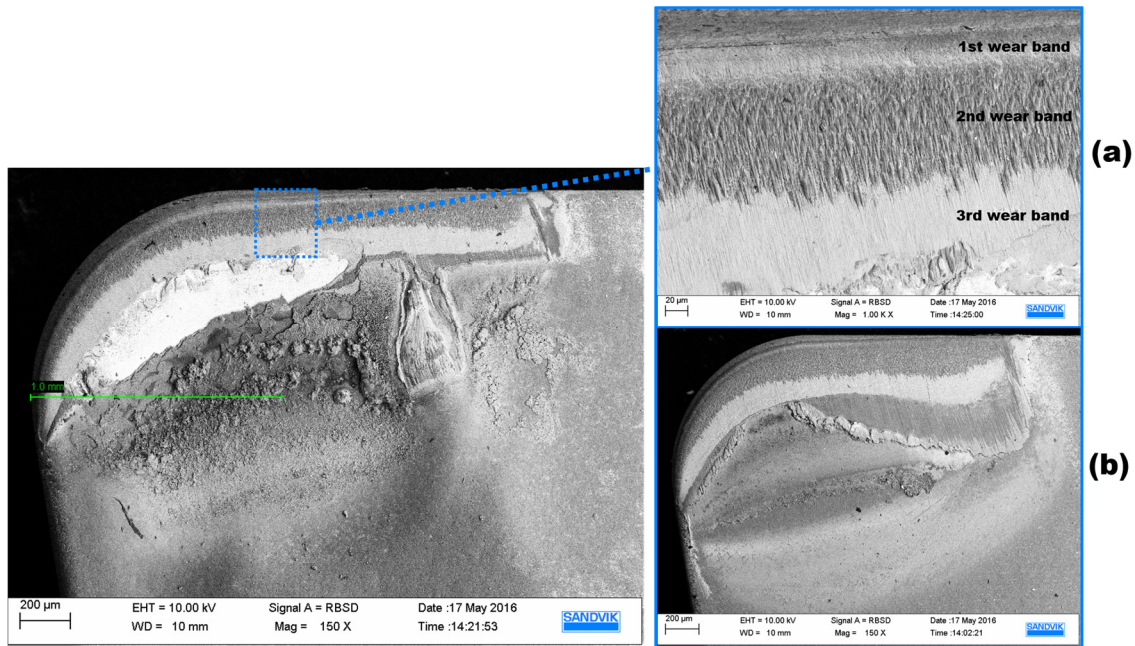 1st wear band
2nd wear band
3rd wear band
(a)
20 µm
EHT = 10.00 kV
Signal A = RBSD
Date :17 May 2016
WD = 10 mm
Mag = 1.00 K X
Time :14:25:00
SANDVIK
1.0 mm
200 µm
EHT = 10.00 kV
Signal A = RBSD
Date :17 May 2016
WD = 10 mm
Mag = 150 X
Time :14:21:53
SANDVIK
(b)
200 µm
EHT = 10.00 kV
Signal A = RBSD
Date :17 May 2016
WD = 10 mm
Mag = 150 X
Time :14:02:21
SANDVIK